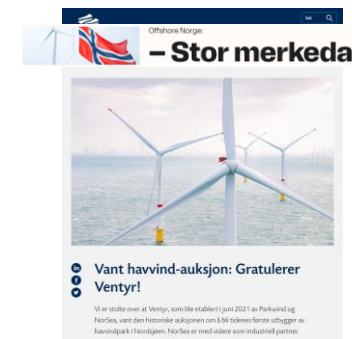 Søk
Offshore Norge:
– Stor merkeda
Vant havvind-auksjon: Gratulerer
Ventyr!
Vi er stolte over at Ventyr, som ble etablert i juni 2021 av Parkwind og
NorSea, vant den historiske auksjonen om å bli tidenes første utbygger av
havvindpark i Nordsjøen. NorSea er med videre som industriell partner.